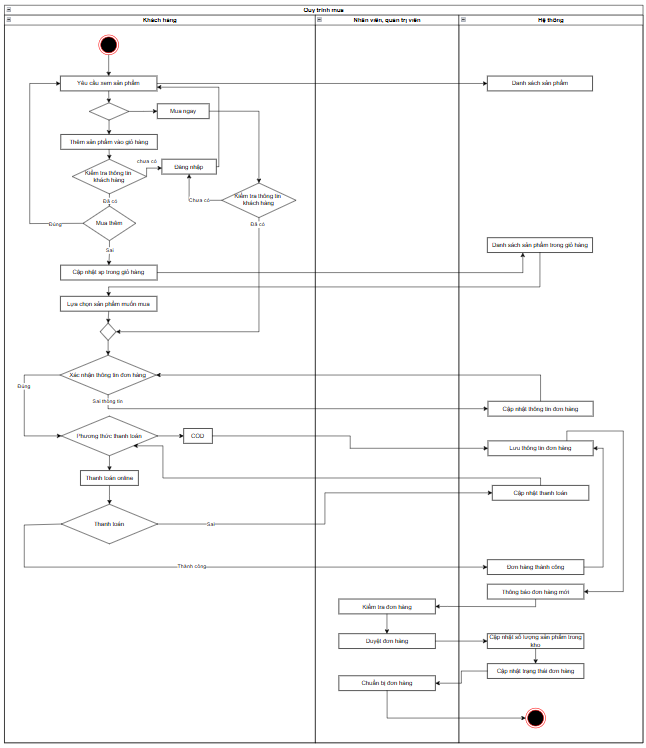 Quy trình mua
Khách hàng
Nhân viên, quản trị viên
Hệ thống
Yêu cầu xem sản phẩm
Danh sách sản phẩm
Mua ngay
Thêm sản phẩm vào giỏ hàng
Kiểm tra thông tin
khách hàng
chưa có
Đăng nhập
Đã có
Kiểm tra thông tin
khách hàng
Chưa có
Đã có
Mua thêm
Đúng
Sai
Danh sách sản phẩm trong giỏ hàng
Cập nhật sp trong giỏ hàng
Lựa chọn sản phẩm muốn mua
Xác nhận thông tin đơn hàng
Đúng
Sai thông tin
Cập nhật thông tin đơn hàng
Phương thức thanh toán
COD
Lưu thông tin đơn hàng
Thanh toán online
Cập nhật thanh toán
Thanh toán
Sai
Thành công
Đơn hàng thành công
Thông báo đơn hàng mới
Kiểm tra đơn hàng
Duyệt đơn hàng
Cập nhật số lượng sản phẩm trong
kho
Cập nhật trạng thái đơn hàng
Chuẩn bị đơn hàng